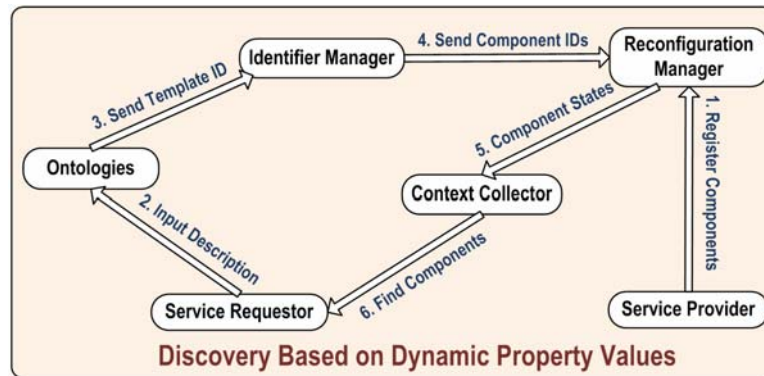 Identifier Manager
4. Send Component IDs
Reconfiguration
Manager
3. Send Template ID
5. Component States
1. Register Components
Ontologies
Context Collector
2. Input Description
6. Find Components
Service Requestor
Service Provider
Discovery Based on Dynamic Property Values